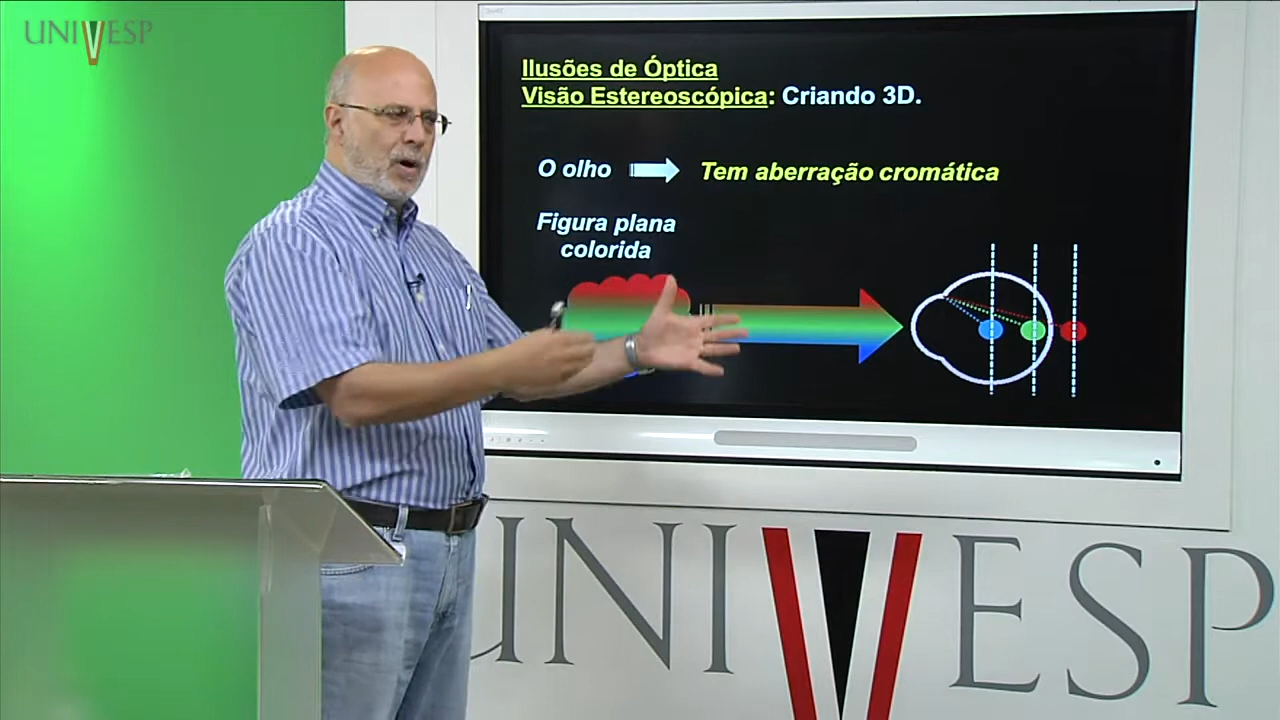 UNIVESP
Ilusões de Óptica
Visão Estereoscópica: Criando 3D.
O olho Tem aberração cromática
Figura plana
colorida
UNIVESP